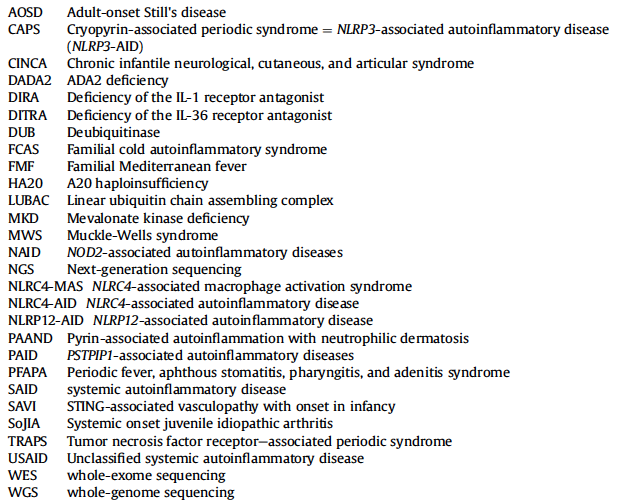 AOSD Adult-onset Still's disease
CAPS Cryopyrin-associated periodic syndrome = NLRP3-associated autoinflammatory disease
(NLRP3-AID)
CINCA Chronic infantile neurological, cutaneous, and articular syndrome
DADA2 ADA2 deficiency
DIRA Deficiency of the IL-1 receptor antagonist
DITRA Deficiency of the IL-36 receptor antagonist
DUB Deubiquitinase
FCAS Familial cold autoinflammatory syndrome
FMF Familial Mediterranean fever
HA20 A20 haploinsufficiency
LUBAC Linear ubiquitin chain assembling complex
MKD Mevalonate kinase deficiency
MWS Muckle-Wells syndrome
NAID NOD2-associated autoinflammatory diseases
NGS Next-generation sequencing
NLRC4-MAS NLRC4-associated macrophage activation syndrome
NLRC4-AID NLRC4-associated autoinflammatory disease
NLRP12-AID NLRP12-associated autoinflammatory disease
PAAND Pyrin-associated autoinflammation with neutrophilic dermatosis
PAID PSTPIP1-associated autoinflammatory diseases
PFAPA Periodic fever, aphthous stomatitis, pharyngitis, and adenitis syndrome
SAID systemic autoinflammatory disease
SAVI STING-associated vasculopathy with onset in infancy
SoJIA Systemic onset juvenile idiopathic arthritis
TRAPS Tumor necrosis factor receptor–associated periodic syndrome
USAID Unclassified systemic autoinflammatory disease
WES whole-exome sequencing
WGS whole-genome sequencing